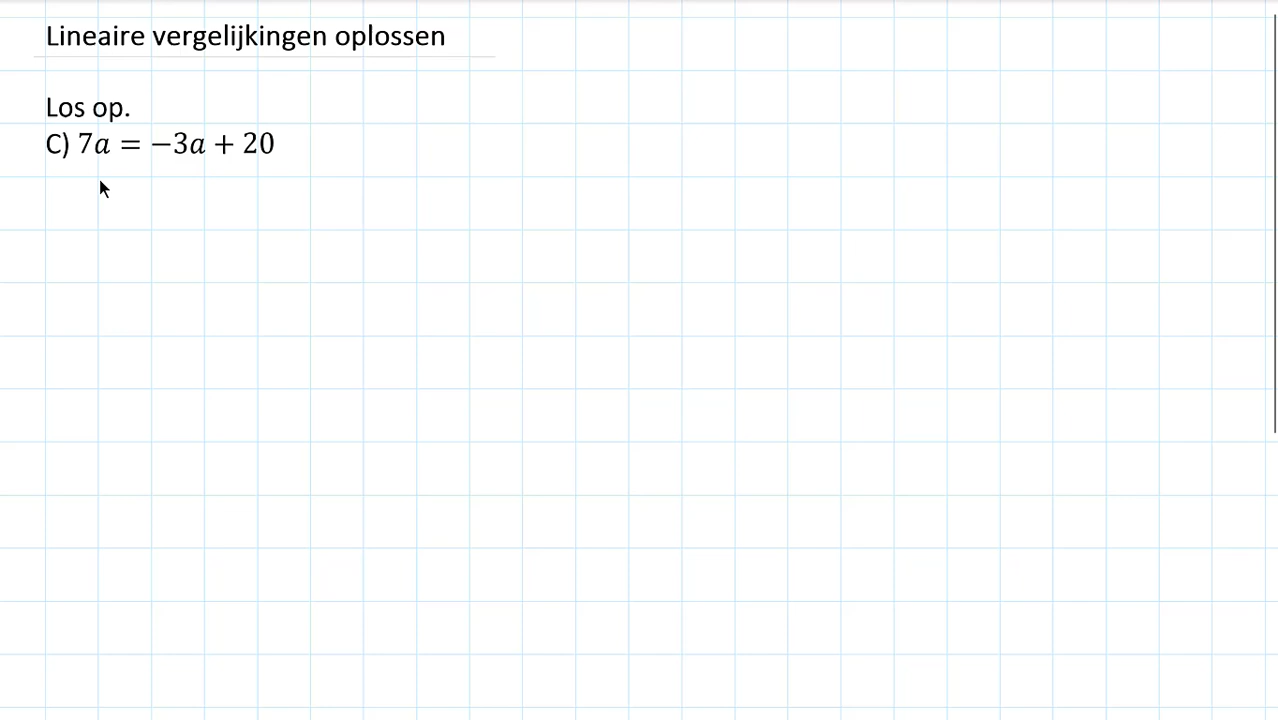 Lineaire vergelijkingen oplossen
Los op.
C) 7a = −3a + 20